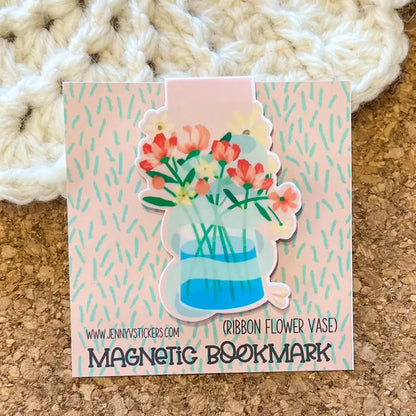 (RIBBON FLOWER VASE)
WWW.JENNYVSTICKERS.COM
MAGNETIC BOOKMARK